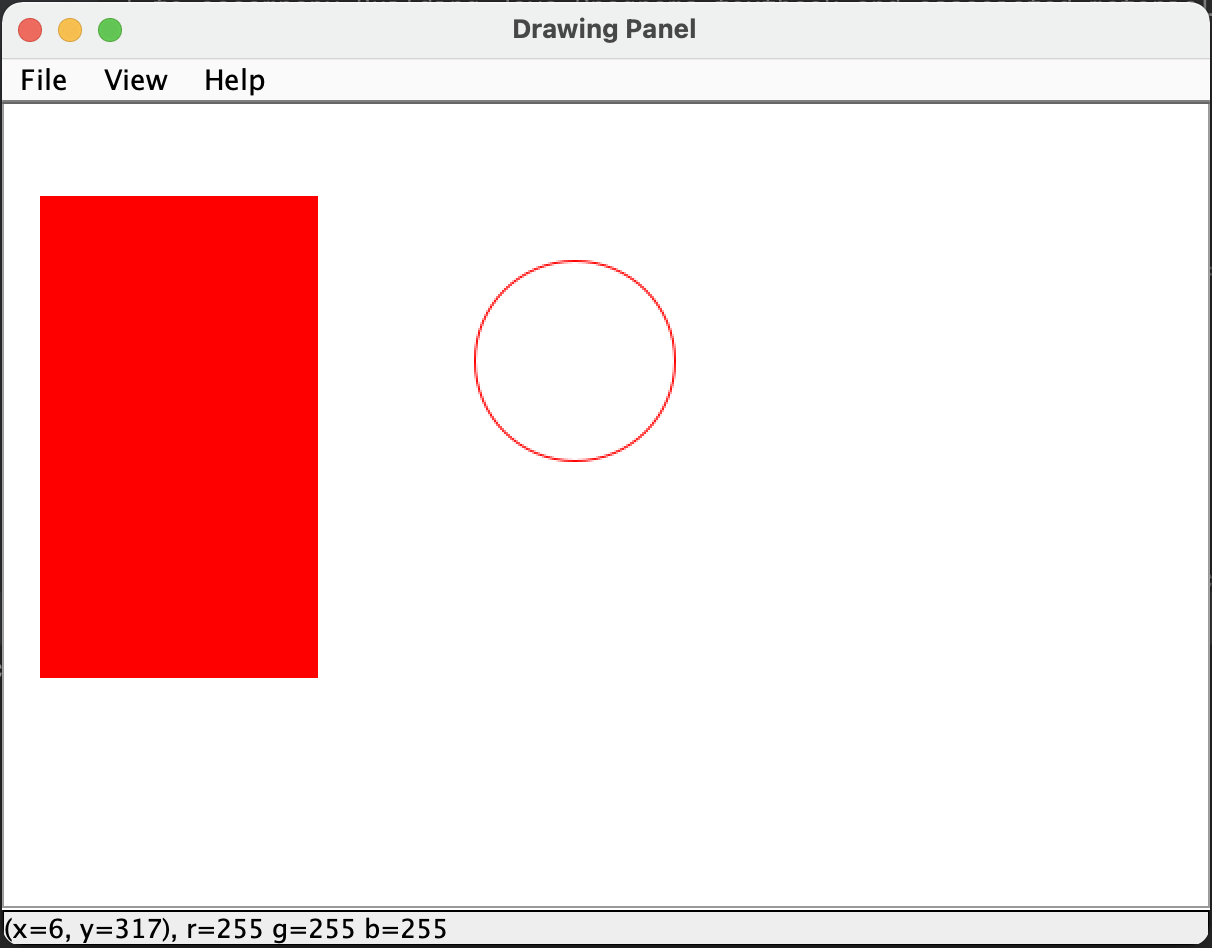 Drawing Panel
File View Help
(x=6, y=317), r=255 g=255 b=255